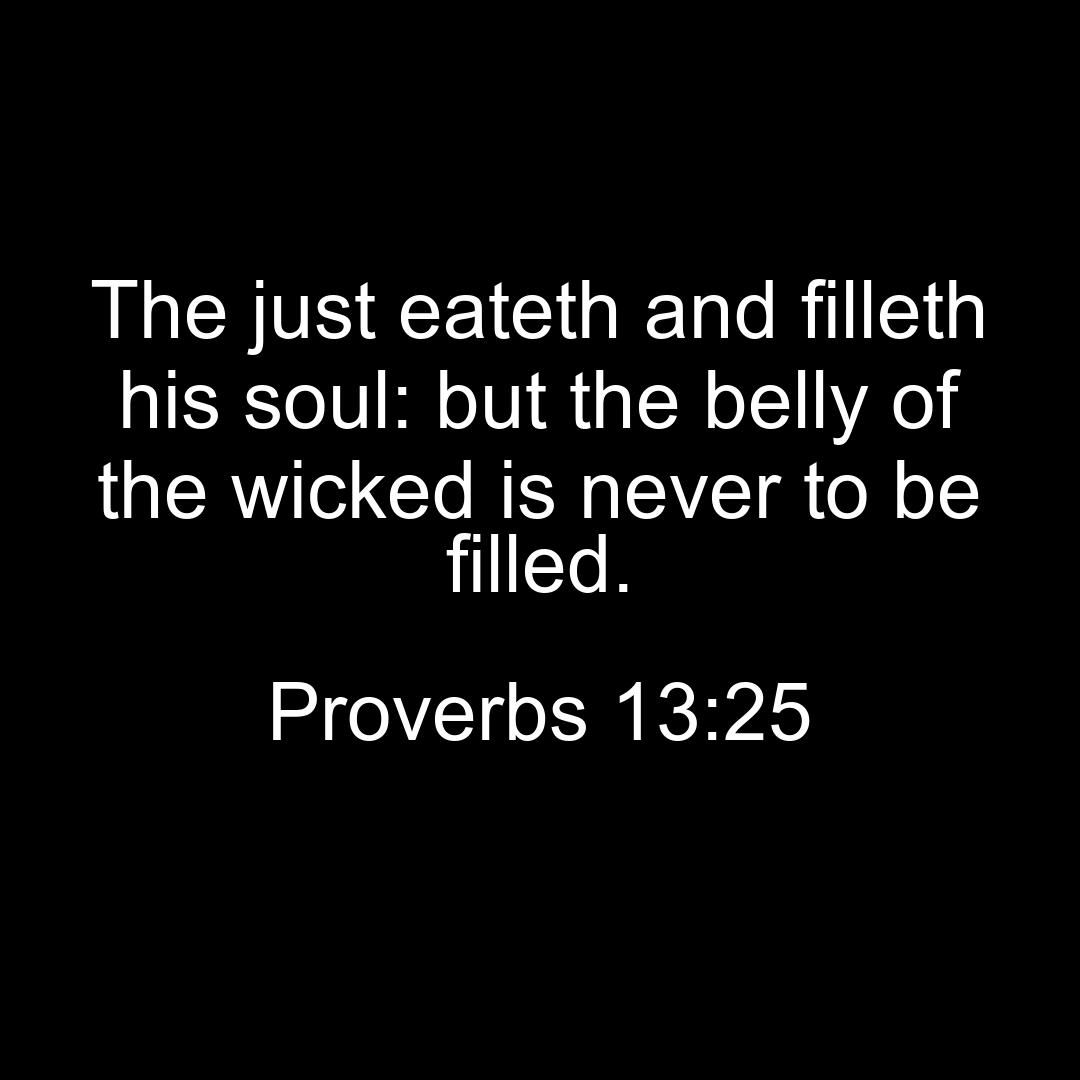 The just eateth and filleth
his soul: but the belly of
the wicked is never to be
filled.
Proverbs 13:25